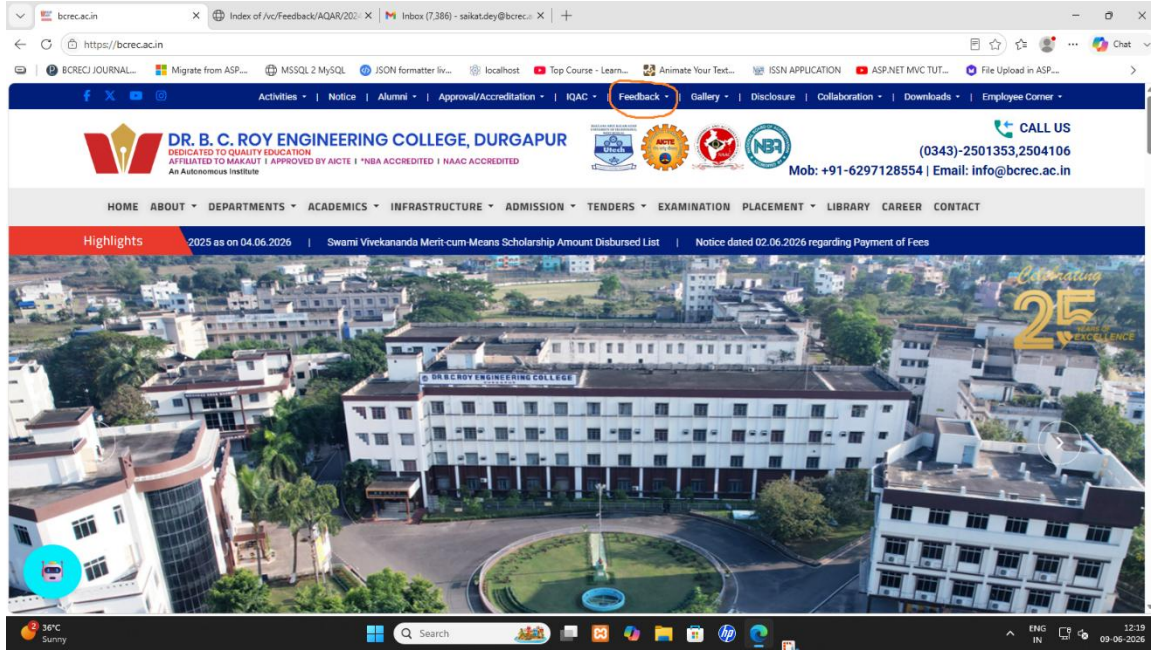 bcrec.ac.in
Index of /vc/Feedback/AQAR/202
Inbox (7,386) - saikat.dey@bcrec.a
https://bcrec.ac.in
Chat
BCRECJ JOURNAL...
Migrate from ASP....
MSSQL 2 MySQL
JSON formatter liv...
localhost
Top Course - Learn...
Animate Your Text...
ISSN APPLICATION
ASP.NET MVC TUT...
File Upload in ASP....
Activities | Notice | Alumni | Approval/Accreditation | IQAC | Feedback | Gallery | Disclosure | Collaboration | Downloads | Employee Corner
DR. B. C. ROY ENGINEERING COLLEGE, DURGAPUR
DEDICATED TO QUALITY EDUCATION
AFFILIATED TO MAKAUT | APPROVED BY AICTE | *NBA ACCREDITED | NAAC ACCREDITED
An Autonomous Institute
Utech
AICTE
NBA
CALL US
(0343)-2501353,2504106
Mob: +91-6297128554 | Email: info@bcrec.ac.in
HOME ABOUT DEPARTMENTS ACADEMICS INFRASTRUCTURE ADMISSION TENDERS EXAMINATION PLACEMENT LIBRARY CAREER CONTACT
Highlights
2025 as on 04.06.2026 | Swami Vivekananda Merit-cum-Means Scholarship Amount Disbursed List | Notice dated 02.06.2026 regarding Payment of Fees
Celebrating
25
YEARS OF
EXCELLENCE
DR.B.C.ROY ENGINEERING COLLEGE
DURGAPUR
2
36°C
Sunny
Search
ENG
IN
12:19
09-06-2026